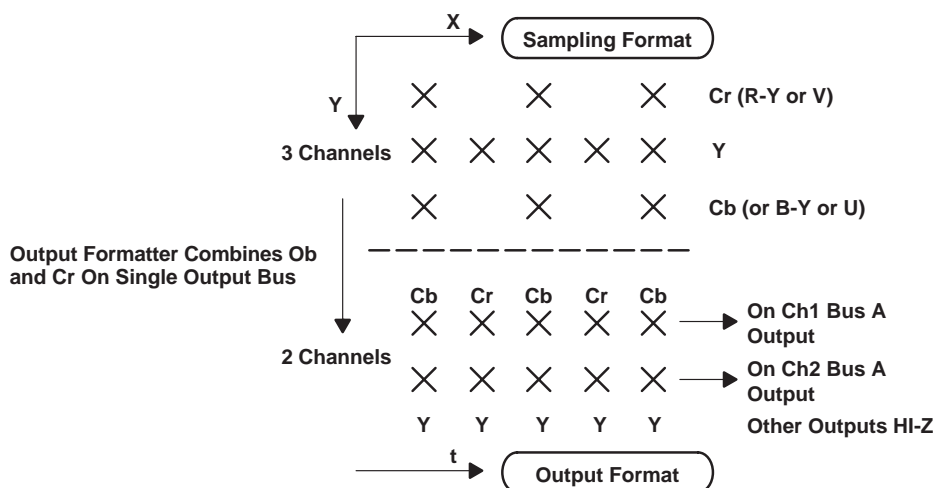 X
Sampling Format
Y
Cr (R-Y or V)
3 Channels
Y
Cb (or B-Y or U)
Output Formatter Combines Ob
and Cr On Single Output Bus
Cb Cr Cb Cr Cb
On Ch1 Bus A
Output
2 Channels
On Ch2 Bus A
Output
Y Y Y Y Y
Other Outputs HI-Z
t
Output Format